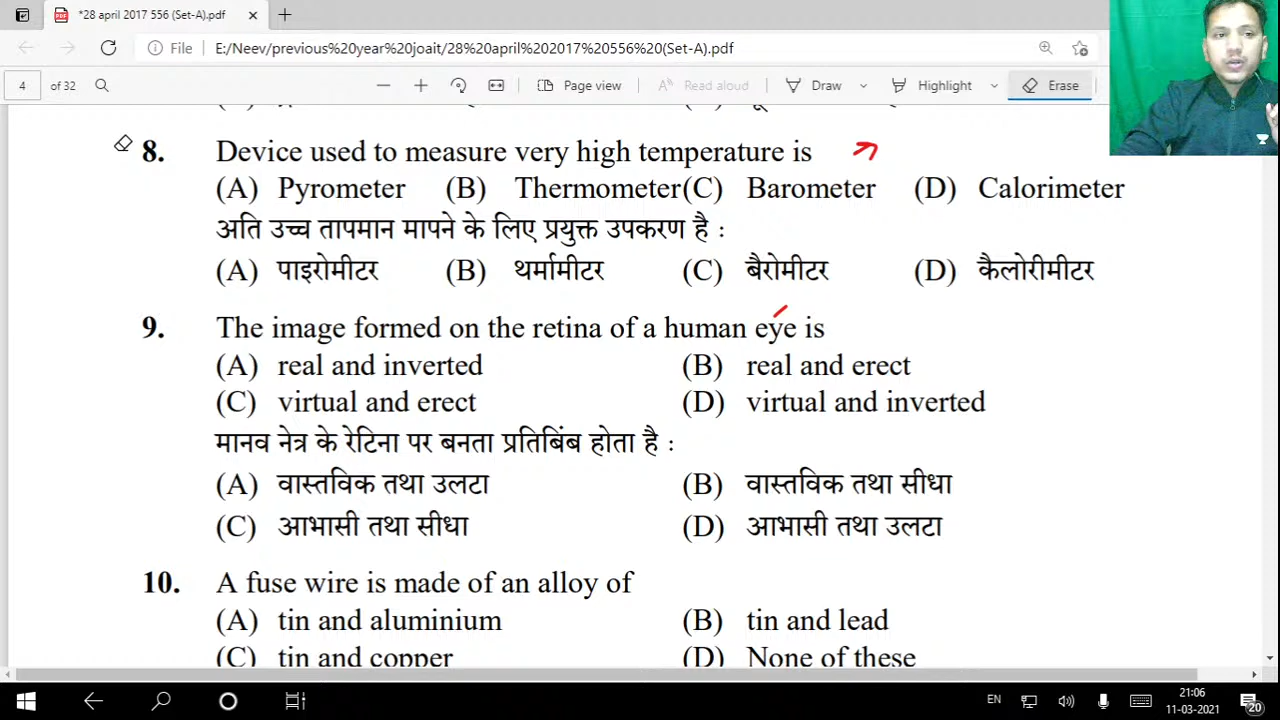 *28 april 2017 556 (Set-A).pdf
File E:/Neev/previous%20year%20joait/28%20april%202017%20556%20(Set-A).pdf
4 of 32 Page view Read aloud Draw Highlight Erase
8. Device used to measure very high temperature is
(A) Pyrometer (B) Thermometer (C) Barometer (D) Calorimeter
अति उच्च तापमान मापने के लिए प्रयुक्त उपकरण है :
(A) पाइरोमीटर (B) थर्मामीटर (C) बैरोमीटर (D) कैलोरीमीटर
9. The image formed on the retina of a human eye is
(A) real and inverted (B) real and erect
(C) virtual and erect (D) virtual and inverted
मानव नेत्र के रेटिना पर बनता प्रतिबिंब होता है :
(A) वास्तविक तथा उलटा (B) वास्तविक तथा सीधा
(C) आभासी तथा सीधा (D) आभासी तथा उलटा
10. A fuse wire is made of an alloy of
(A) tin and aluminium (B) tin and lead
(C) tin and copper (D) None of these
EN 21:06
11-03-2021 20